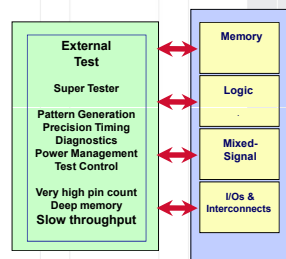 External
Test
Super Tester
Pattern Generation
Precision Timing
Diagnostics
Power Management
Test Control
Very high pin count
Deep memory
Slow throughput
Memory
Logic
.
Mixed-
Signal
I/Os &
Interconnects